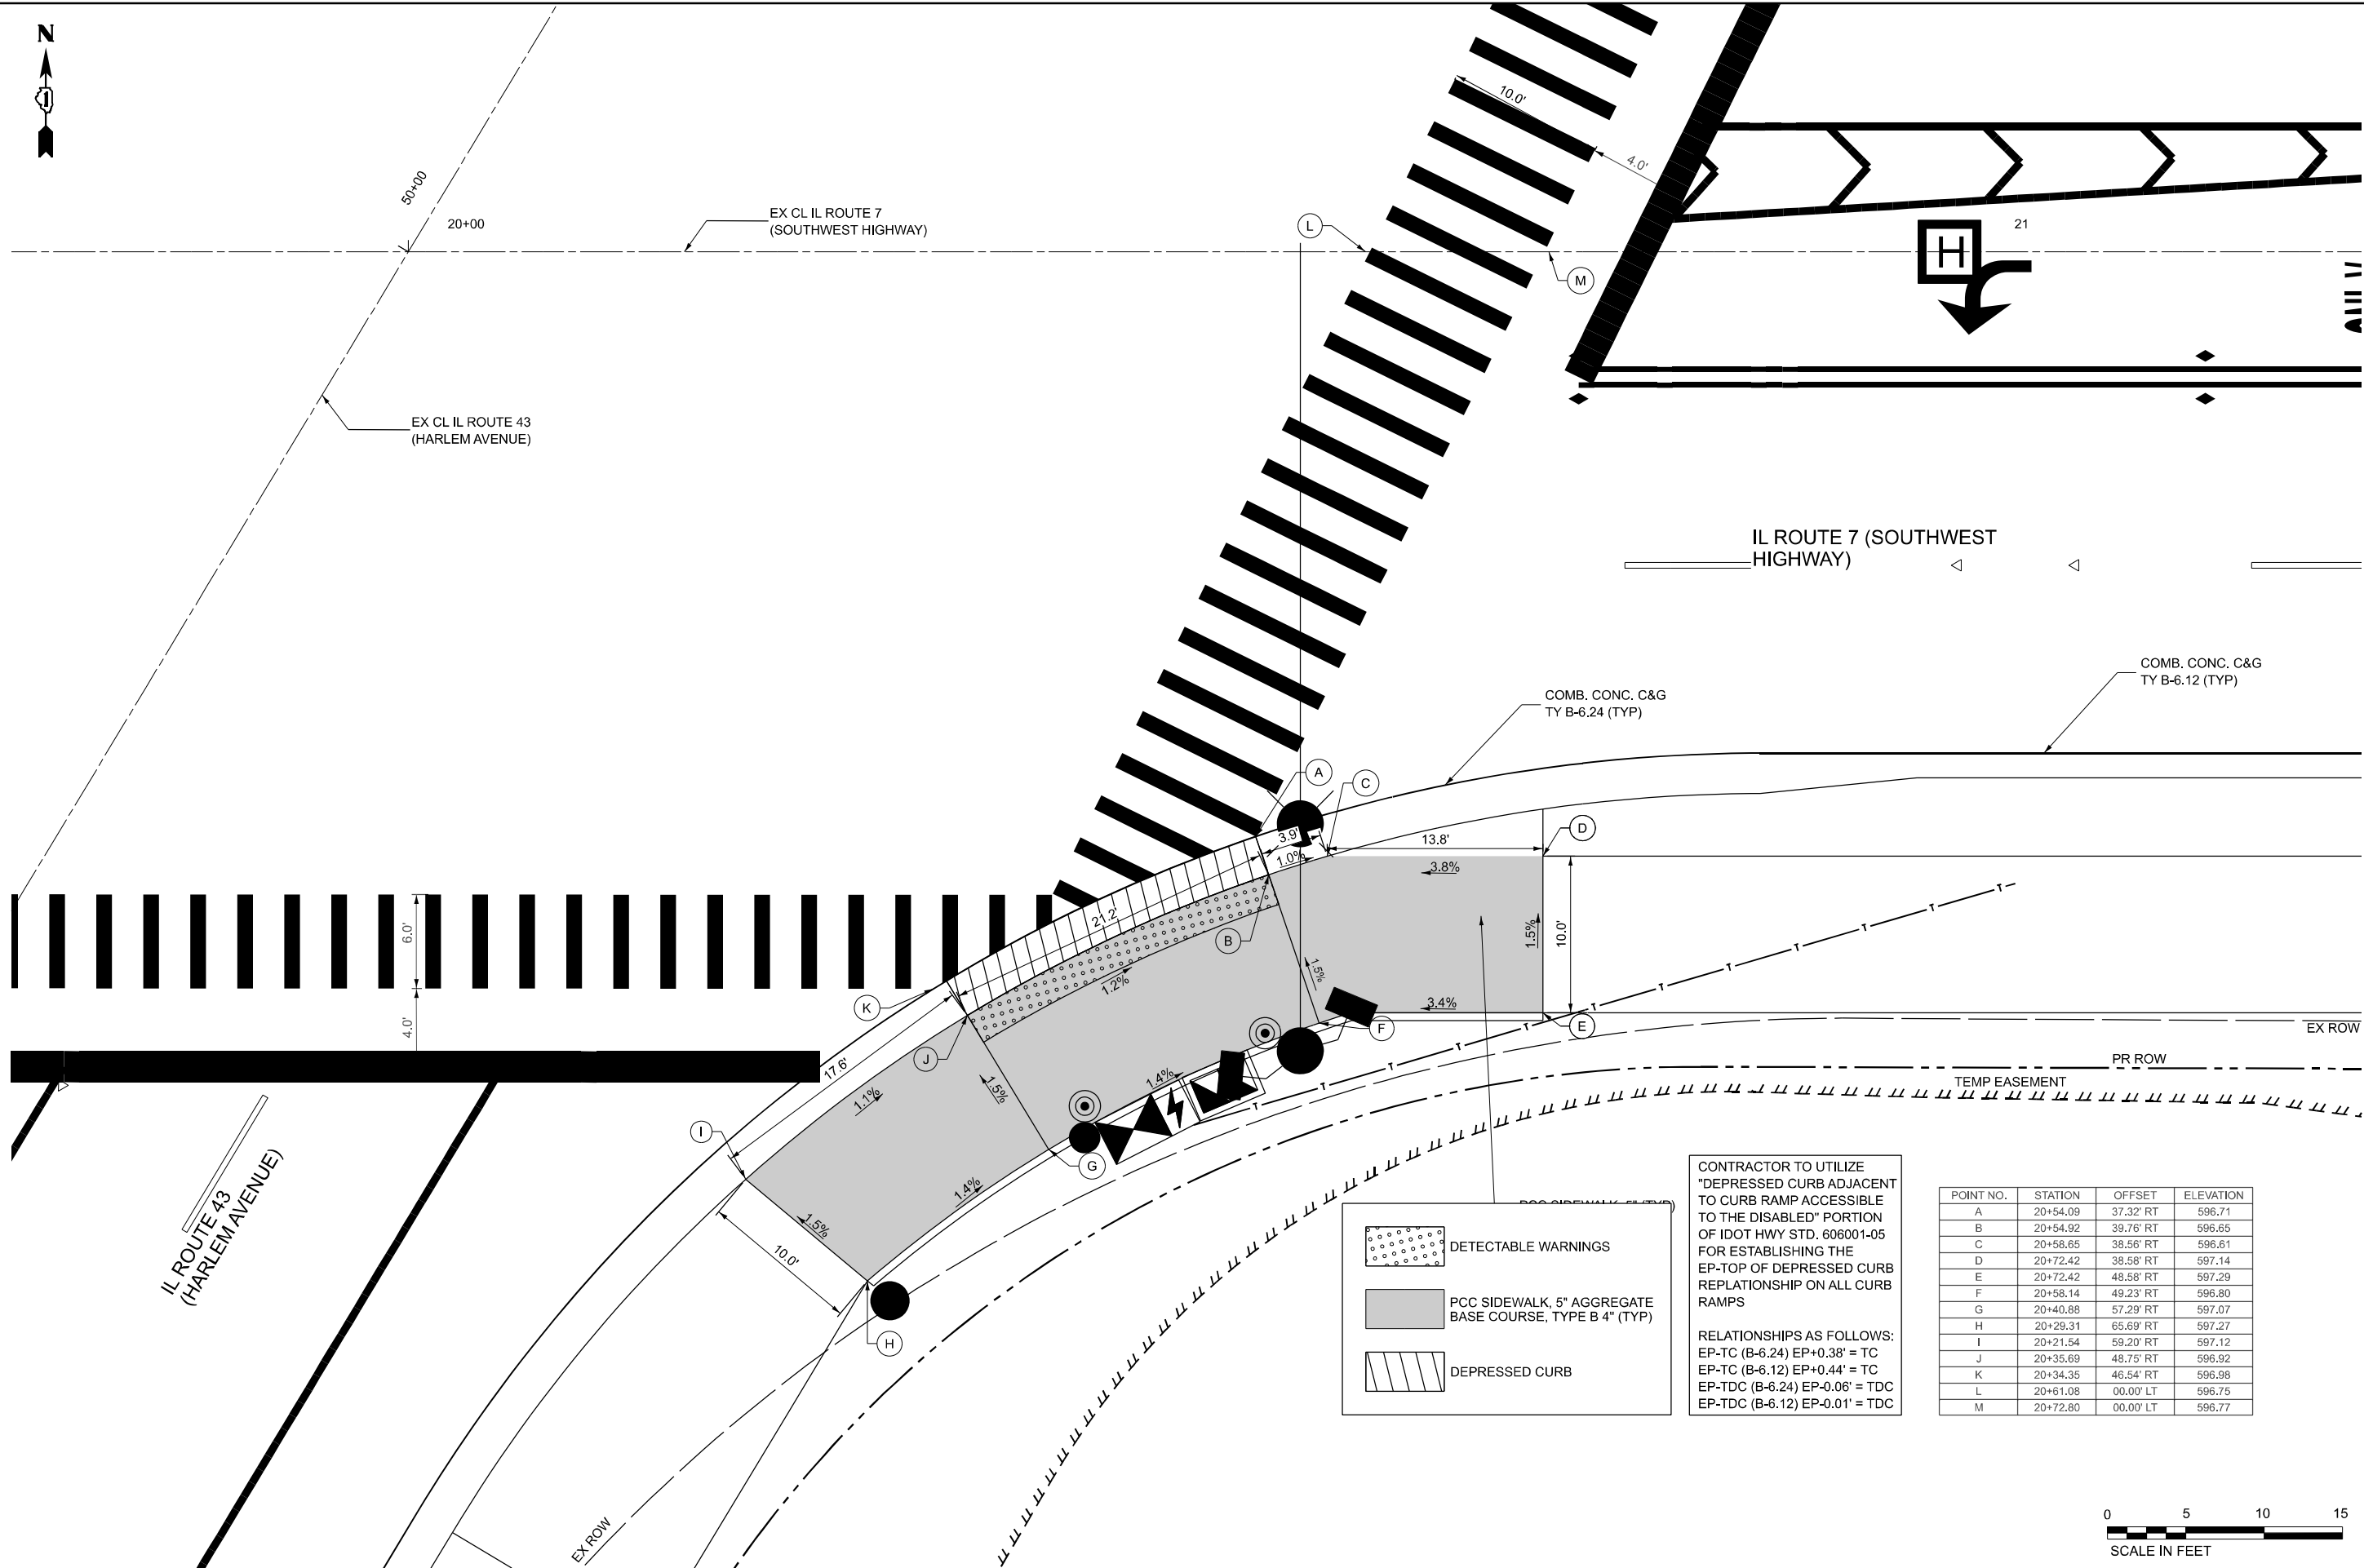 N
50+00
20+00
EX CL IL ROUTE 7
(SOUTHWEST HIGHWAY)
L
M
10.0'
4.0'
21
H
EX CL IL ROUTE 43
(HARLEM AVENUE)
IL ROUTE 7 (SOUTHWEST
HIGHWAY)
COMB. CONC. C&G
TY B-6.24 (TYP)
COMB. CONC. C&G
TY B-6.12 (TYP)
A
C
D
3.9'
1.0%
13.8'
3.8%
6.0'
4.0'
21.2'
B
1.2%
1.5%
1.5%
10.0'
3.4%
K
J
F
E
EX ROW
PR ROW
TEMP EASEMENT
17.6'
1.1%
1.5%
1.4%
I
G
1.4%
1.5%
10.0'
H
IL ROUTE 43
(HARLEM AVENUE)
EX ROW
T T T T T T T T T T T
PCC SIDEWALK, 5" (TYP)
DETECTABLE WARNINGS
PCC SIDEWALK, 5" AGGREGATE
BASE COURSE, TYPE B 4" (TYP)
DEPRESSED CURB
CONTRACTOR TO UTILIZE
"DEPRESSED CURB ADJACENT
TO CURB RAMP ACCESSIBLE
TO THE DISABLED" PORTION
OF IDOT HWY STD. 606001-05
FOR ESTABLISHING THE
EP-TOP OF DEPRESSED CURB
REPLATIONSHIP ON ALL CURB
RAMPS
RELATIONSHIPS AS FOLLOWS:
EP-TC (B-6.24) EP+0.38' = TC
EP-TC (B-6.12) EP+0.44' = TC
EP-TDC (B-6.24) EP-0.06' = TDC
EP-TDC (B-6.12) EP-0.01' = TDC
POINT NO. STATION OFFSET ELEVATION
A 20+54.09 37.32' RT 596.71
B 20+54.92 39.76' RT 596.65
C 20+58.65 38.56' RT 596.61
D 20+72.42 38.58' RT 597.14
E 20+72.42 48.58' RT 597.29
F 20+58.14 49.23' RT 596.80
G 20+40.88 57.29' RT 597.07
H 20+29.31 65.69' RT 597.27
I 20+21.54 59.20' RT 597.12
J 20+35.69 48.75' RT 596.92
K 20+34.35 46.54' RT 596.98
L 20+61.08 00.00' LT 596.75
M 20+72.80 00.00' LT 596.77
0 5 10 15
SCALE IN FEET